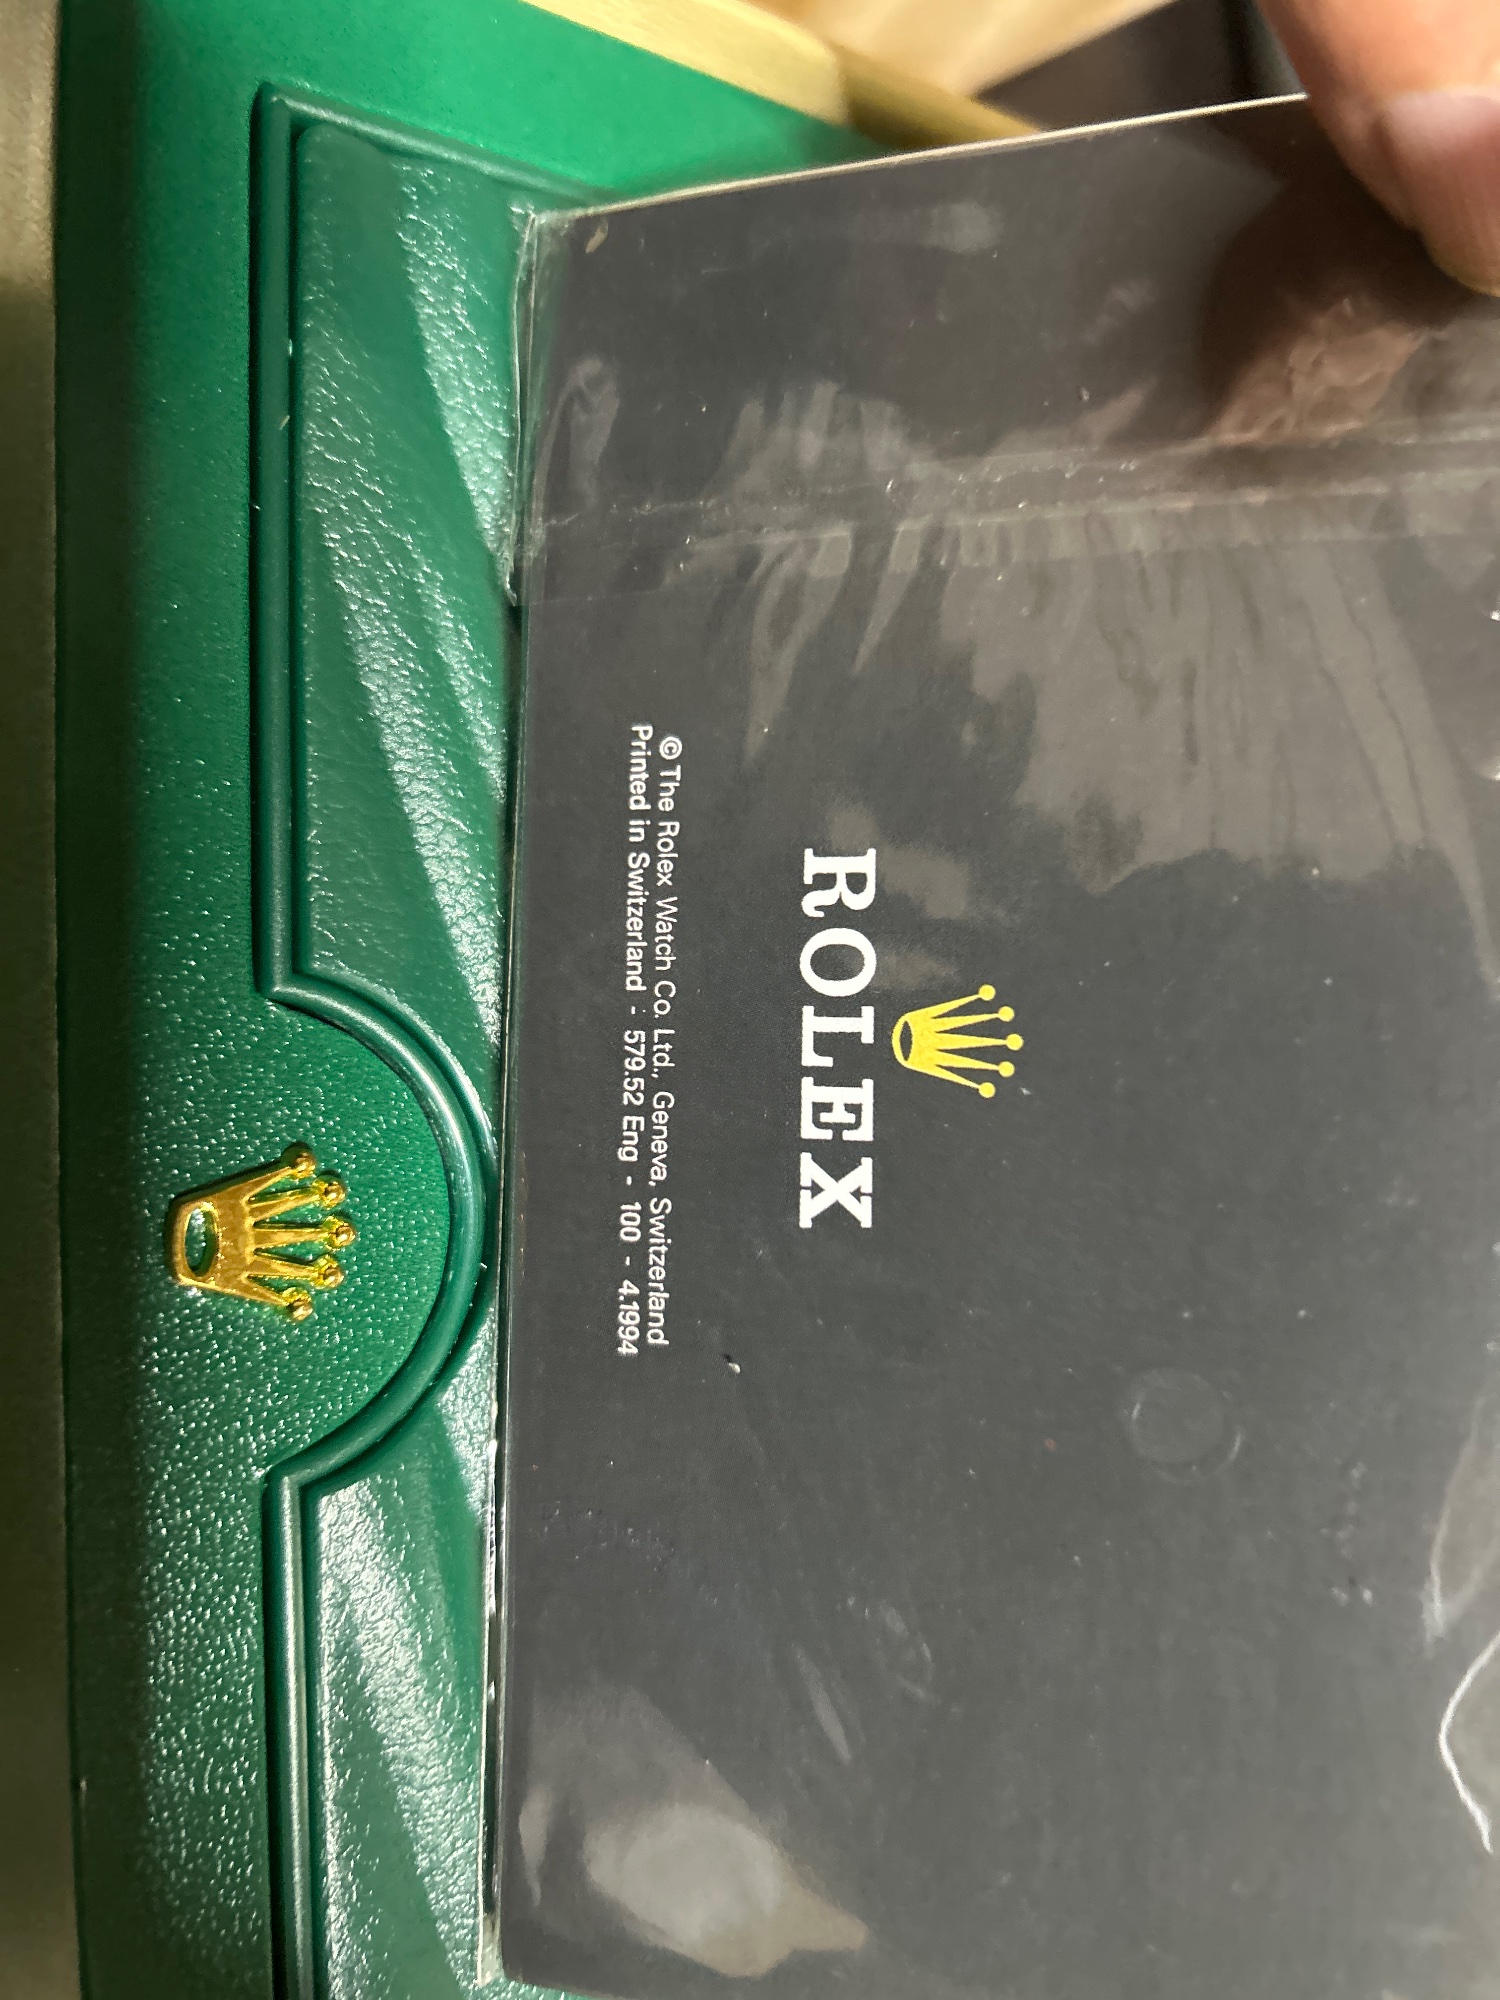 ROLEX
© The Rolex Watch Co. Ltd., Geneva, Switzerland
Printed in Switzerland - 579.52 Eng - 100 - 4.1994